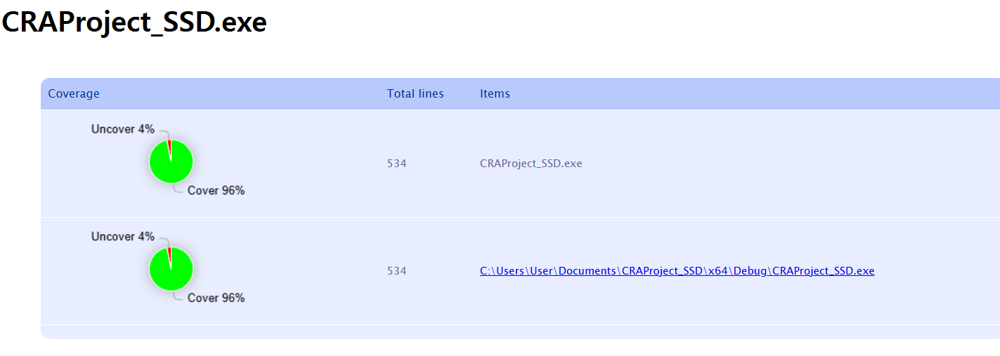 CRAProject_SSD.exe
Coverage Total lines Items
Uncover 4%
534 CRAProject_SSD.exe
Cover 96%
Uncover 4%
534 C:\Users\User\Documents\CRAProject_SSD\x64\Debug\CRAProject_SSD.exe
Cover 96%